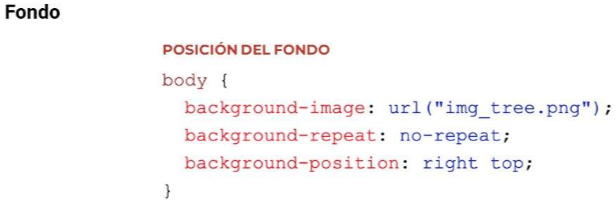 Fondo
POSICIÓN DEL FONDO
body {
  background-image: url("img_tree.png");
  background-repeat: no-repeat;
  background-position: right top;
}